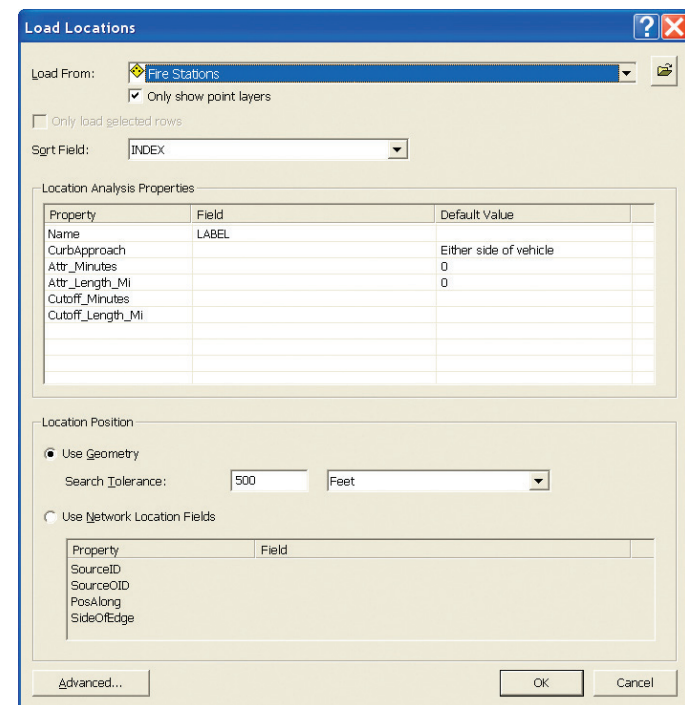 Load Locations
Load From: Fire Stations
Only show point layers
Only load selected rows
Sort Field: INDEX
Location Analysis Properties
Property Field Default Value
Name LABEL
CurbApproach Either side of vehicle
Attr_Minutes 0
Attr_Length_Mi 0
Cutoff_Minutes
Cutoff_Length_Mi
Location Position
Use Geometry
Search Tolerance: 500 Feet
Use Network Location Fields
Property Field
SourceID
SourceOID
PosAlong
SideOfEdge
Advanced... OK Cancel